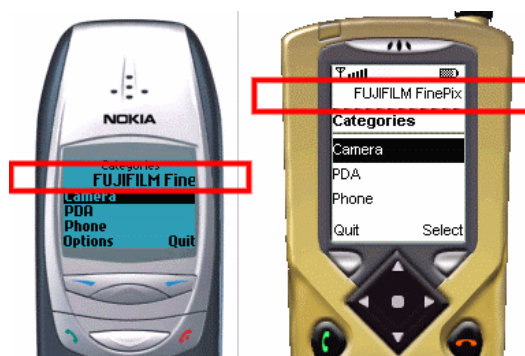 NOKIA
Categories
FUJIFILM Fine
Camera
PDA
Phone
Options Quit
FUJIFILM FinePix
Categories
Camera
PDA
Phone
Quit Select